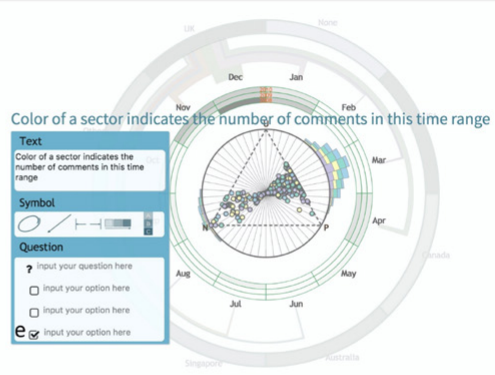 UK
None
Dec
Jan
Nov
Feb
Color of a sector indicates the number of comments in this time range
Text
Color of a sector indicates the
number of comments in this time
range
Oct
Mar
Symbol
N
P
Apr
Question
? input your question here
input your option here
input your option here
e input your option here
Canada
Aug
May
Jul
Jun
Singapore
Australia